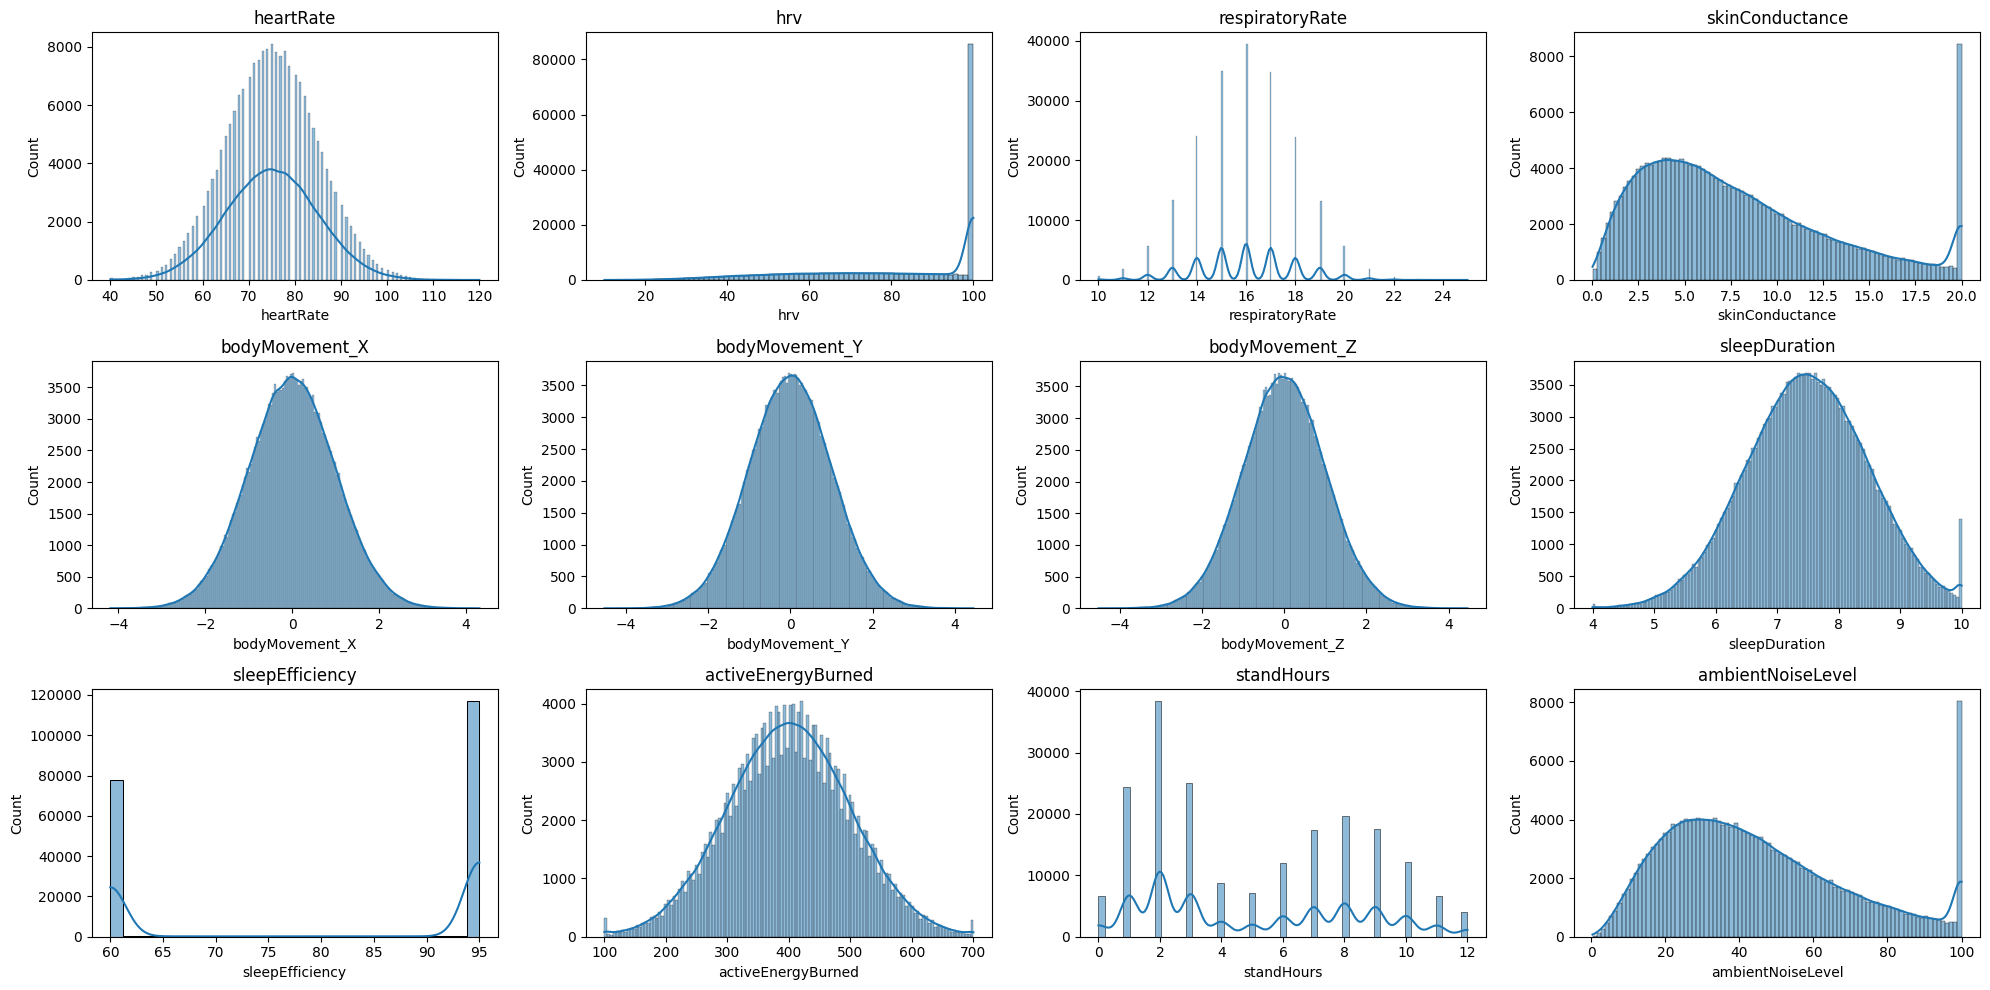 heartRate
8000
6000
4000
2000
0
Count
40 50 60 70 80 90 100 110 120
heartRate
hrv
80000
60000
40000
20000
0
Count
20 40 60 80 100
hrv
respiratoryRate
40000
30000
20000
10000
0
Count
10 12 14 16 18 20 22 24
respiratoryRate
skinConductance
8000
6000
4000
2000
0
Count
0.0 2.5 5.0 7.5 10.0 12.5 15.0 17.5 20.0
skinConductance
bodyMovement_X
3500
3000
2500
2000
1500
1000
500
0
Count
−4 −2 0 2 4
bodyMovement_X
bodyMovement_Y
3500
3000
2500
2000
1500
1000
500
0
Count
−4 −2 0 2 4
bodyMovement_Y
bodyMovement_Z
3500
3000
2500
2000
1500
1000
500
0
Count
−4 −2 0 2 4
bodyMovement_Z
sleepDuration
3500
3000
2500
2000
1500
1000
500
0
Count
4 5 6 7 8 9 10
sleepDuration
sleepEfficiency
120000
100000
80000
60000
40000
20000
0
Count
60 65 70 75 80 85 90 95
sleepEfficiency
activeEnergyBurned
4000
3000
2000
1000
0
Count
100 200 300 400 500 600 700
activeEnergyBurned
standHours
40000
30000
20000
10000
0
Count
0 2 4 6 8 10 12
standHours
ambientNoiseLevel
8000
6000
4000
2000
0
Count
0 20 40 60 80 100
ambientNoiseLevel